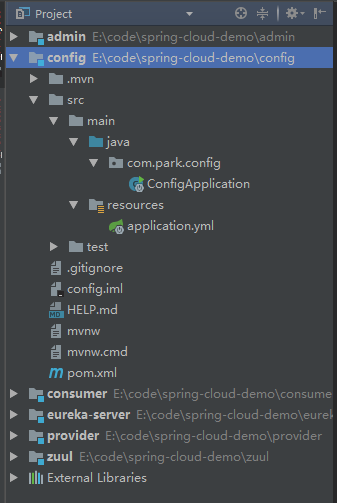 Project
admin E:\code\spring-cloud-demo\admin
config E:\code\spring-cloud-demo\config
.mvn
src
main
java
com.park.config
ConfigApplication
resources
application.yml
test
.gitignore
config.iml
HELP.md
mvnw
mvnw.cmd
pom.xml
consumer E:\code\spring-cloud-demo\consume
eureka-server E:\code\spring-cloud-demo\eurek
provider E:\code\spring-cloud-demo\provider
zuul E:\code\spring-cloud-demo\zuul
External Libraries